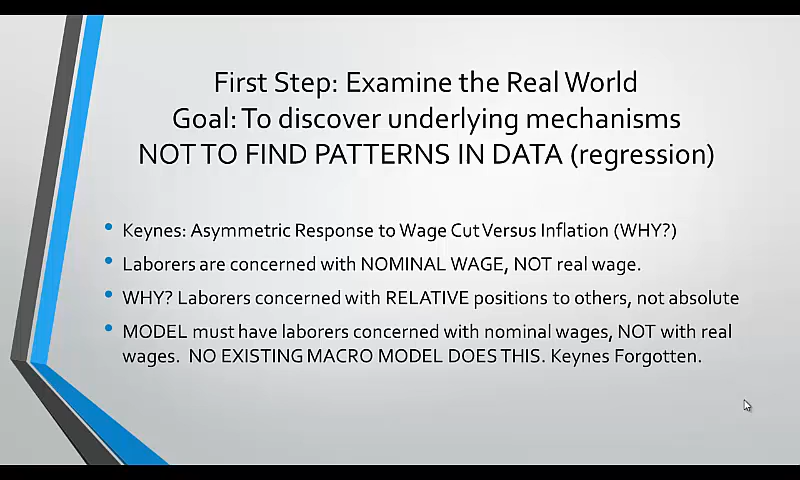 First Step: Examine the Real World
Goal: To discover underlying mechanisms
NOT TO FIND PATTERNS IN DATA (regression)
• Keynes: Asymmetric Response to Wage Cut Versus Inflation (WHY?)
• Laborers are concerned with NOMINAL WAGE, NOT real wage.
• WHY? Laborers concerned with RELATIVE positions to others, not absolute
• MODEL must have laborers concerned with nominal wages, NOT with real
wages. NO EXISTING MACRO MODEL DOES THIS. Keynes Forgotten.